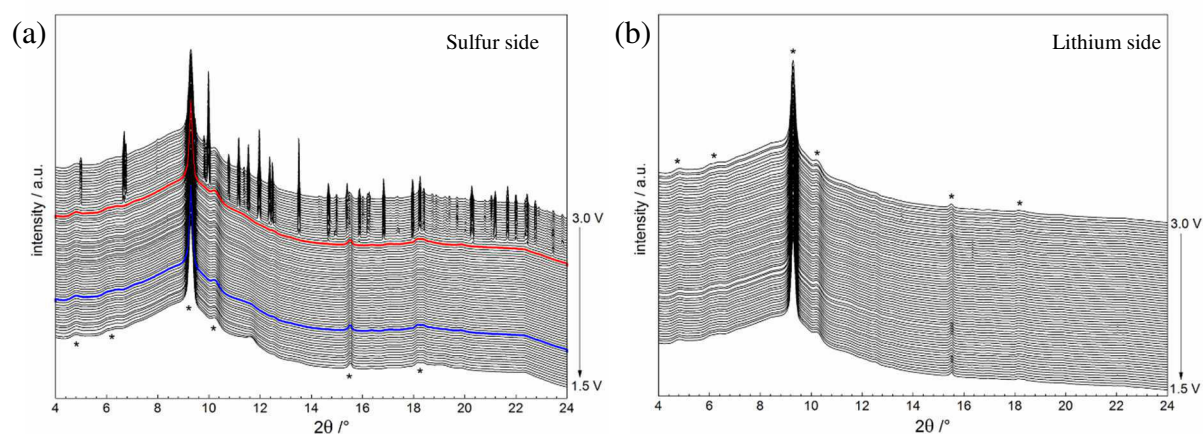 (a)
Sulfur side
intensity / a.u.
3.0 V
1.5 V
* * * * * *
4 6 8 10 12 14 16 18 20 22 24
2θ /°
(b)
Lithium side
* * * * * *
intensity / a.u.
3.0 V
1.5 V
4 6 8 10 12 14 16 18 20 22 24
2θ /°